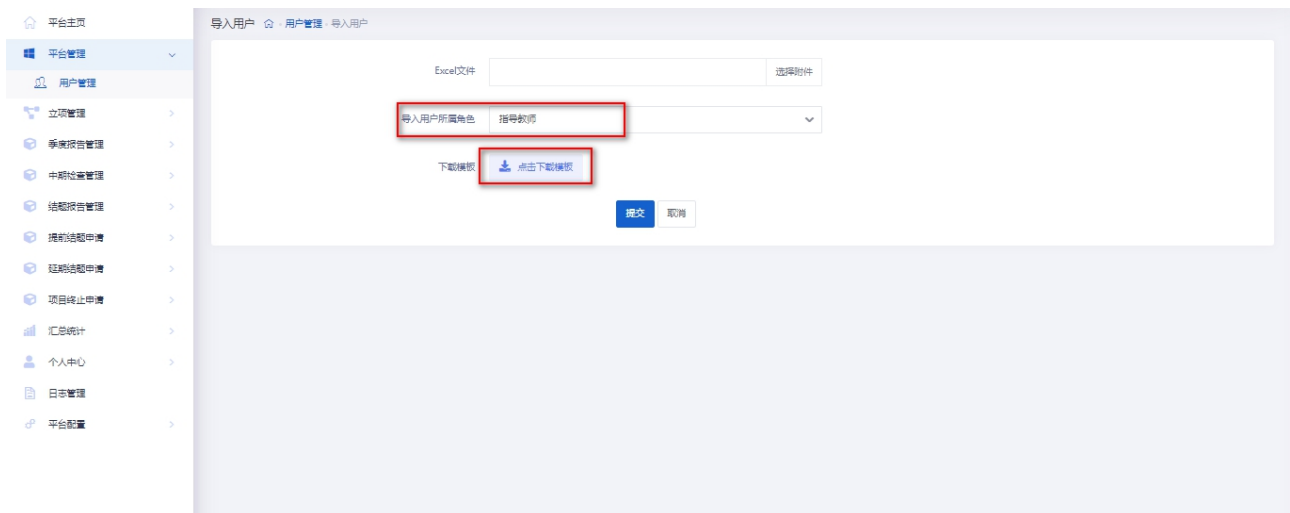 平台主页
平台管理
用户管理
立项管理
季度报告管理
中期检查管理
结题报告管理
提前结题申请
延期结题申请
项目终止申请
汇总统计
个人中心
日志管理
平台配置
导入用户 - 用户管理 - 导入用户
Excel文件 选择附件
导入用户所属角色 指导教师
下载模板 点击下载模板
提交 取消